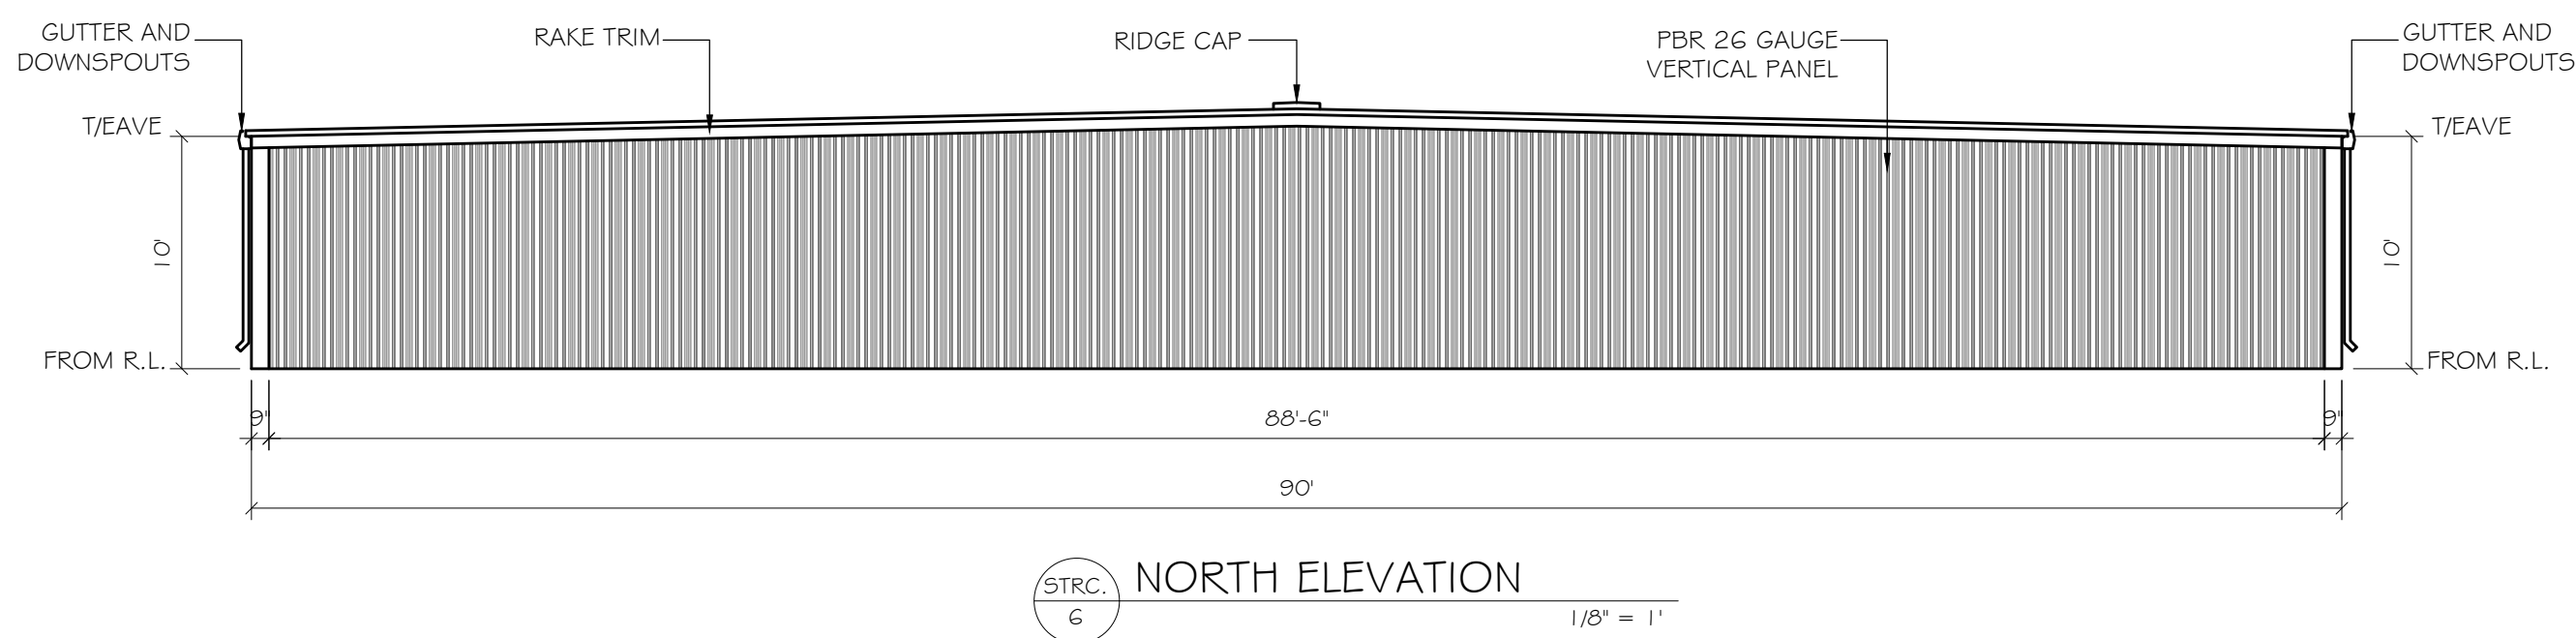 GUTTER AND
DOWNSPOUTS
RAKE TRIM
RIDGE CAP
PBR 26 GAUGE
VERTICAL PANEL
GUTTER AND
DOWNSPOUTS
T/EAVE
T/EAVE
10'
10'
FROM R.L.
FROM R.L.
9"
88'-6"
9"
90'
STRC.
6
NORTH ELEVATION
1/8" = 1'